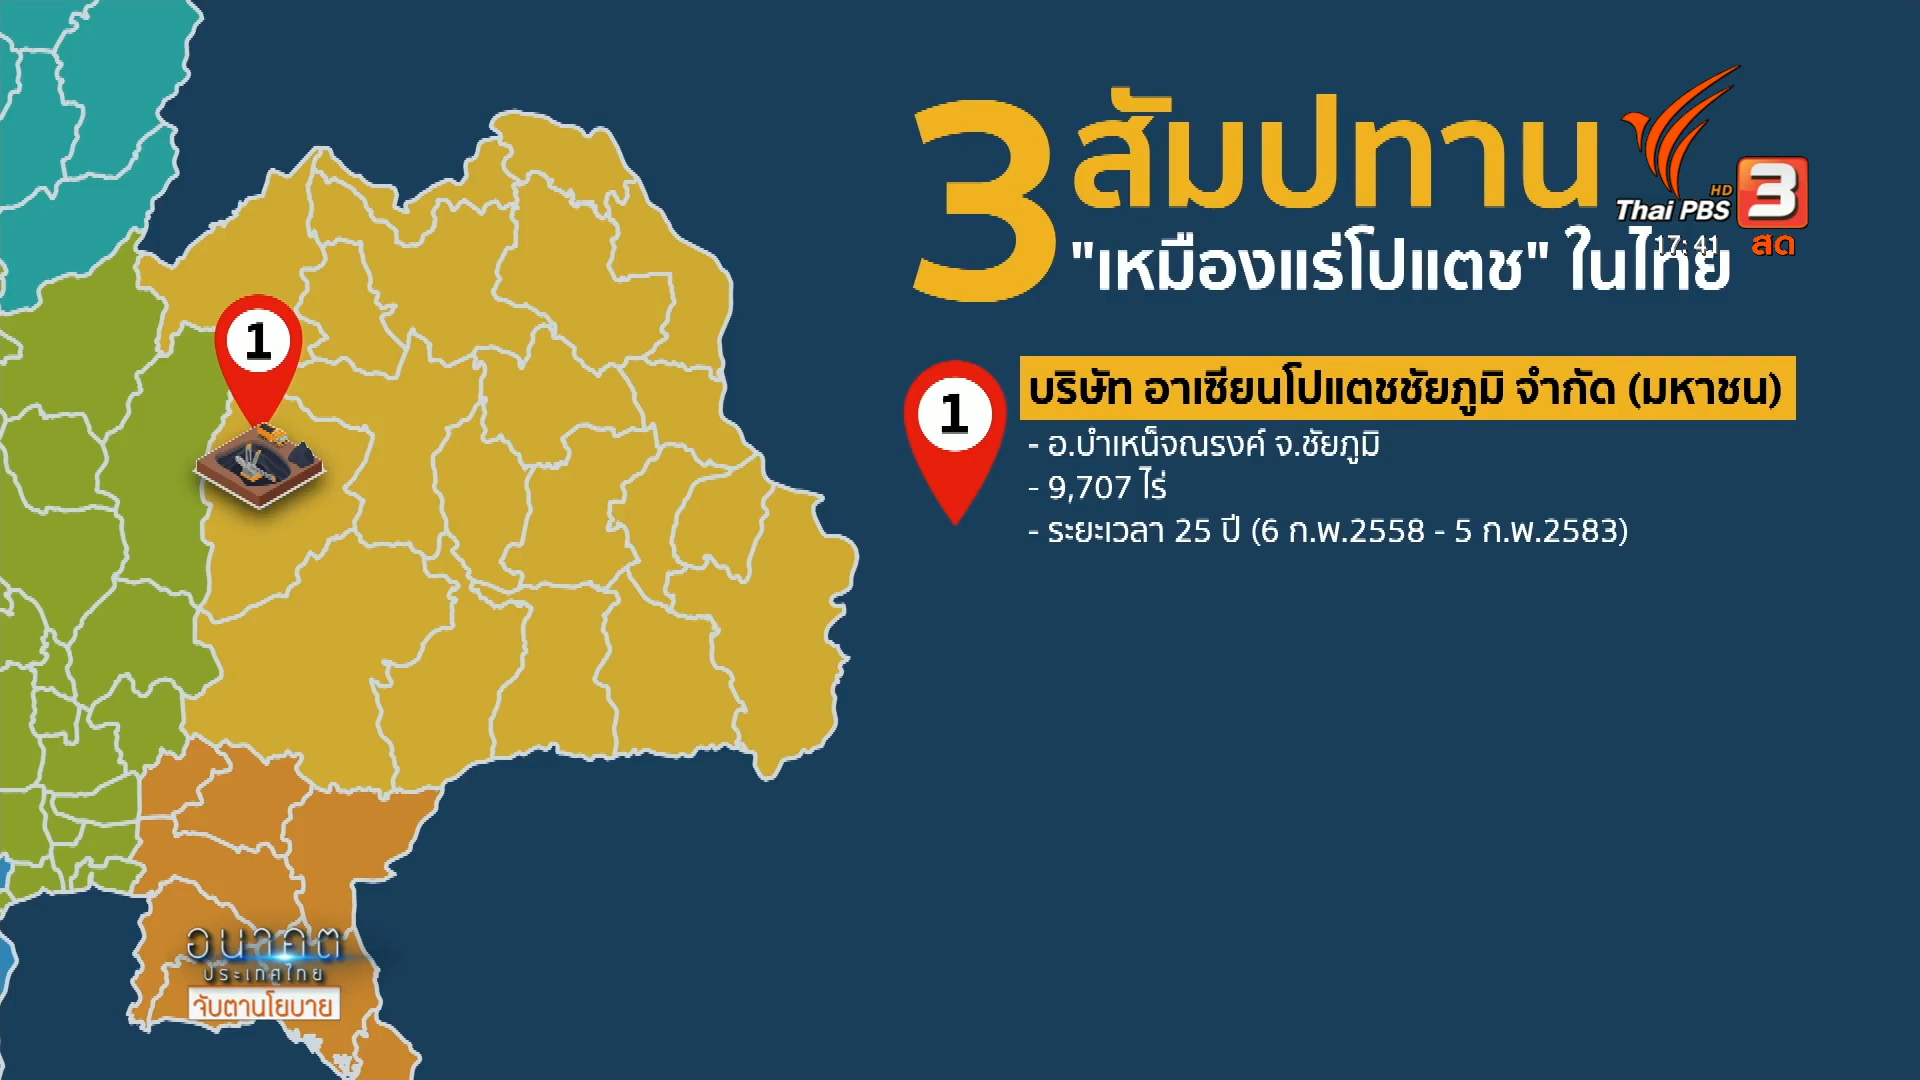 3 สัมปทาน
"เหมืองแร่โปแตช" ในไทย
HD
Thai PBS 3
17:41 สด
1
1
บริษัท อาเซียนโปแตชชัยภูมิ จำกัด (มหาชน)
- อ.บำเหน็จณรงค์ จ.ชัยภูมิ
- 9,707 ไร่
- ระยะเวลา 25 ปี (6 ก.พ.2558 - 5 ก.พ.2583)
อนาคต
ประเทศไทย
จับตานโยบาย